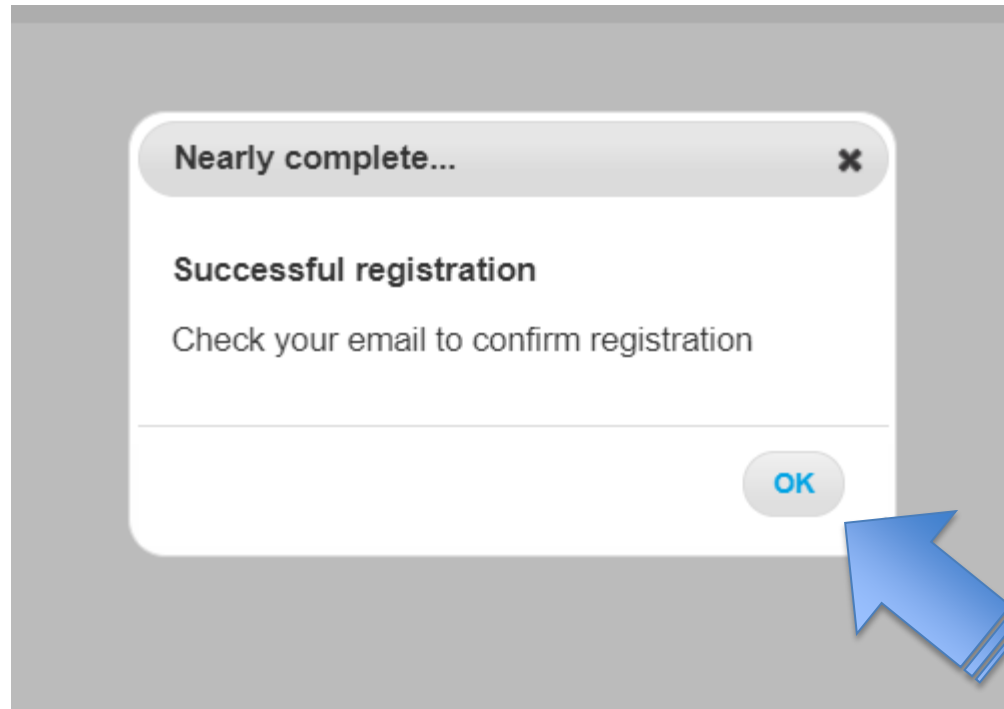 Nearly complete...
Successful registration
Check your email to confirm registration
OK